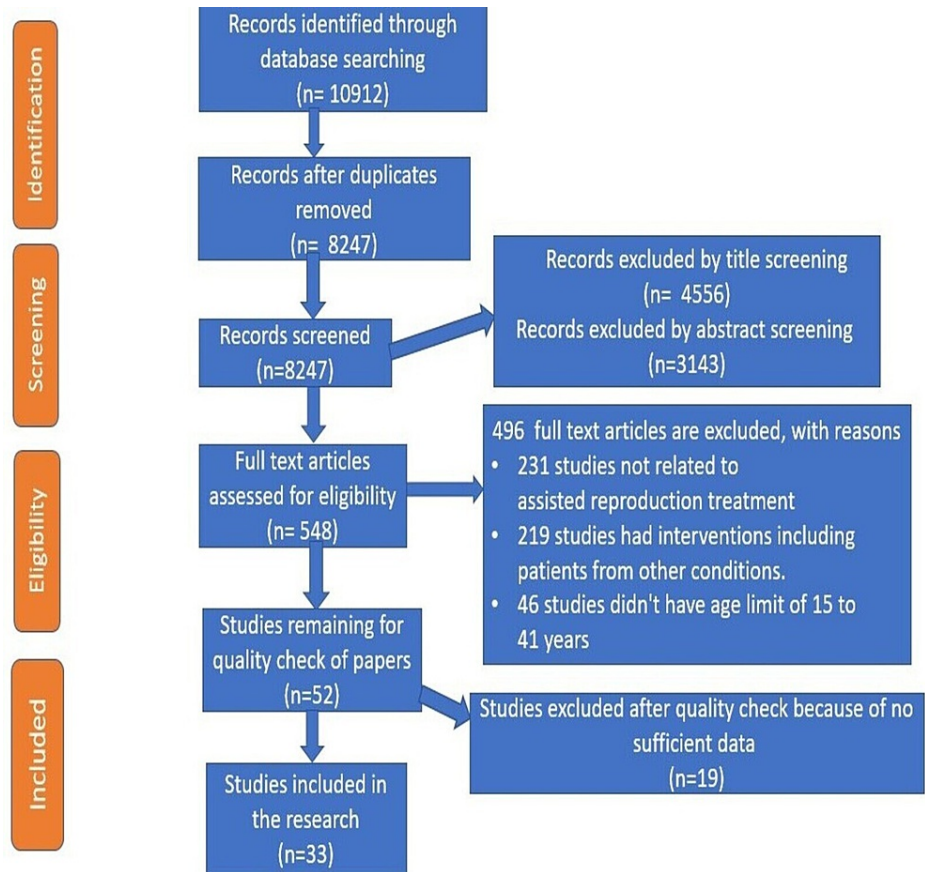 Identification
Records identified through
database searching
(n= 10912)
Records after duplicates
removed
(n= 8247)
Screening
Records screened
(n=8247)
Records excluded by title screening
(n= 4556)
Records excluded by abstract screening
(n=3143)
Eligibility
Full text articles
assessed for eligibility
(n= 548)
496 full text articles are excluded, with reasons
• 231 studies not related to
assisted reproduction treatment
• 219 studies had interventions including
patients from other conditions.
• 46 studies didn't have age limit of 15 to
41 years
Studies remaining for
quality check of papers
(n=52)
Included
Studies excluded after quality check because of no
sufficient data
(n=19)
Studies included in
the research
(n=33)